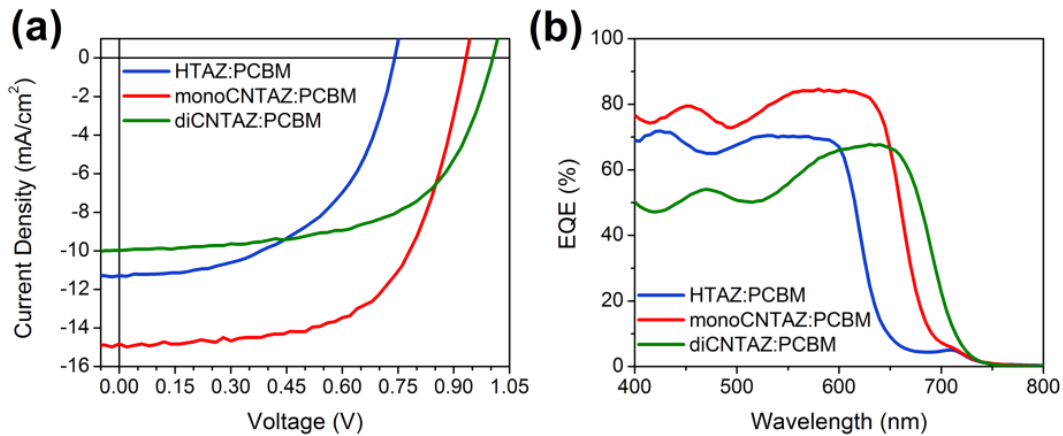 (a)
0
-2
-4
-6
-8
-10
-12
-14
-16
Current Density (mA/cm²)
HTAZ:PCBM
monoCNTAZ:PCBM
diCNTAZ:PCBM
0.00 0.15 0.30 0.45 0.60 0.75 0.90 1.05
Voltage (V)
(b)
100
80
60
40
20
0
EQE (%)
HTAZ:PCBM
monoCNTAZ:PCBM
diCNTAZ:PCBM
400 500 600 700 800
Wavelength (nm)